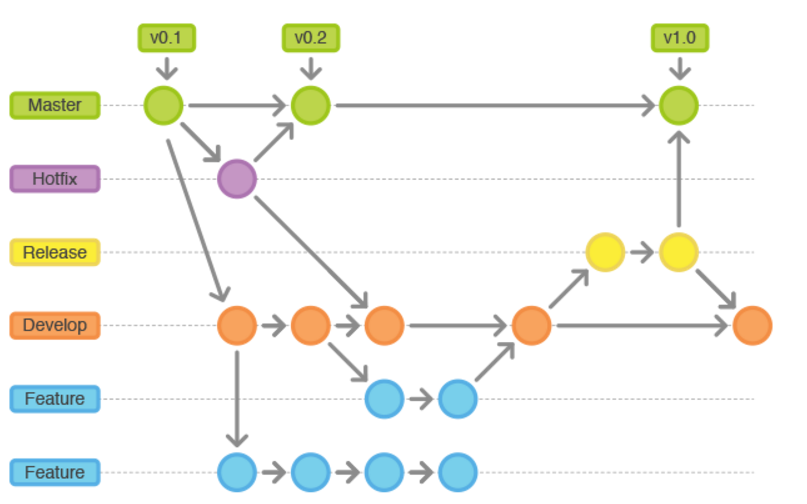 v0.1
v0.2
v1.0
Master
Hotfix
Release
Develop
Feature
Feature